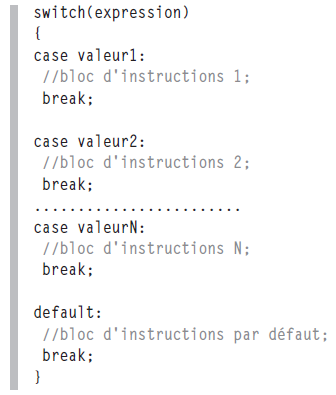 switch(expression)
{
case valeur1:
//bloc d'instructions 1;
break;
case valeur2:
//bloc d'instructions 2;
break;
........................
case valeurN:
//bloc d'instructions N;
break;
default:
//bloc d'instructions par défaut;
break;
}